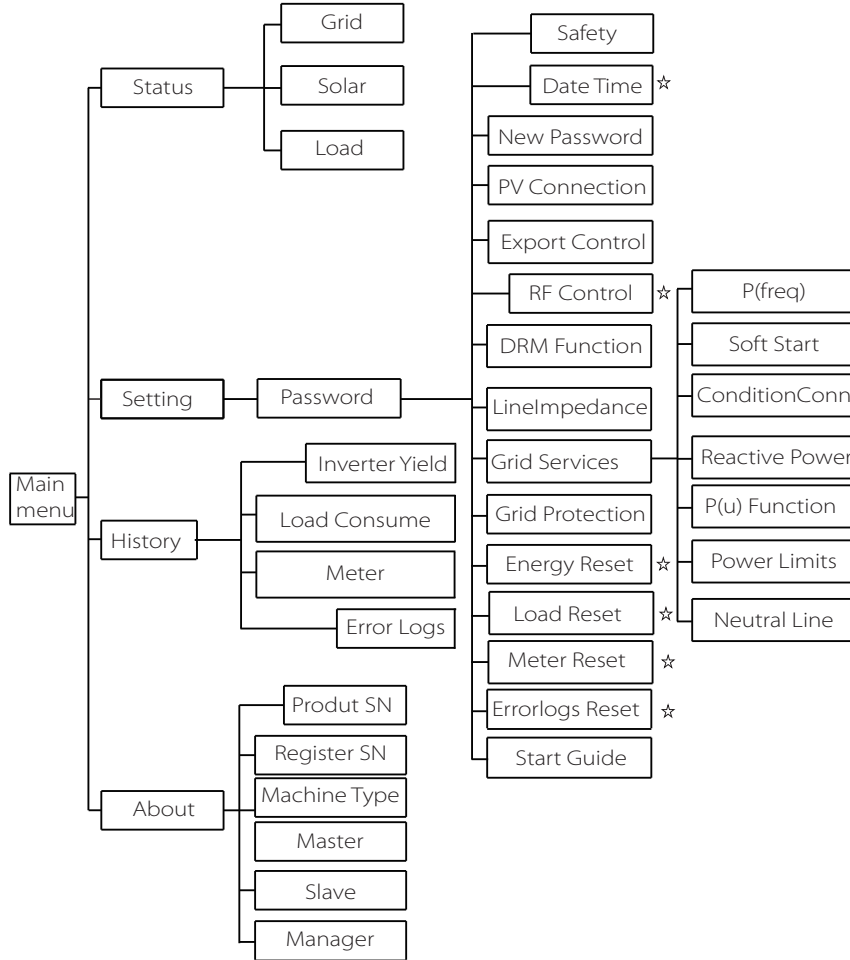 Main
menu
Status
Grid
Solar
Load
Setting
Password
Safety
Date Time ☆
New Password
PV Connection
Export Control
RF Control ☆
DRM Function
LineImpedance
Grid Services
P(freq)
Soft Start
ConditionConn
Reactive Power
P(u) Function
Power Limits
Neutral Line
Grid Protection
Energy Reset ☆
Load Reset ☆
Meter Reset ☆
Errorlogs Reset ☆
Start Guide
History
Inverter Yield
Load Consume
Meter
Error Logs
About
Produt SN
Register SN
Machine Type
Master
Slave
Manager